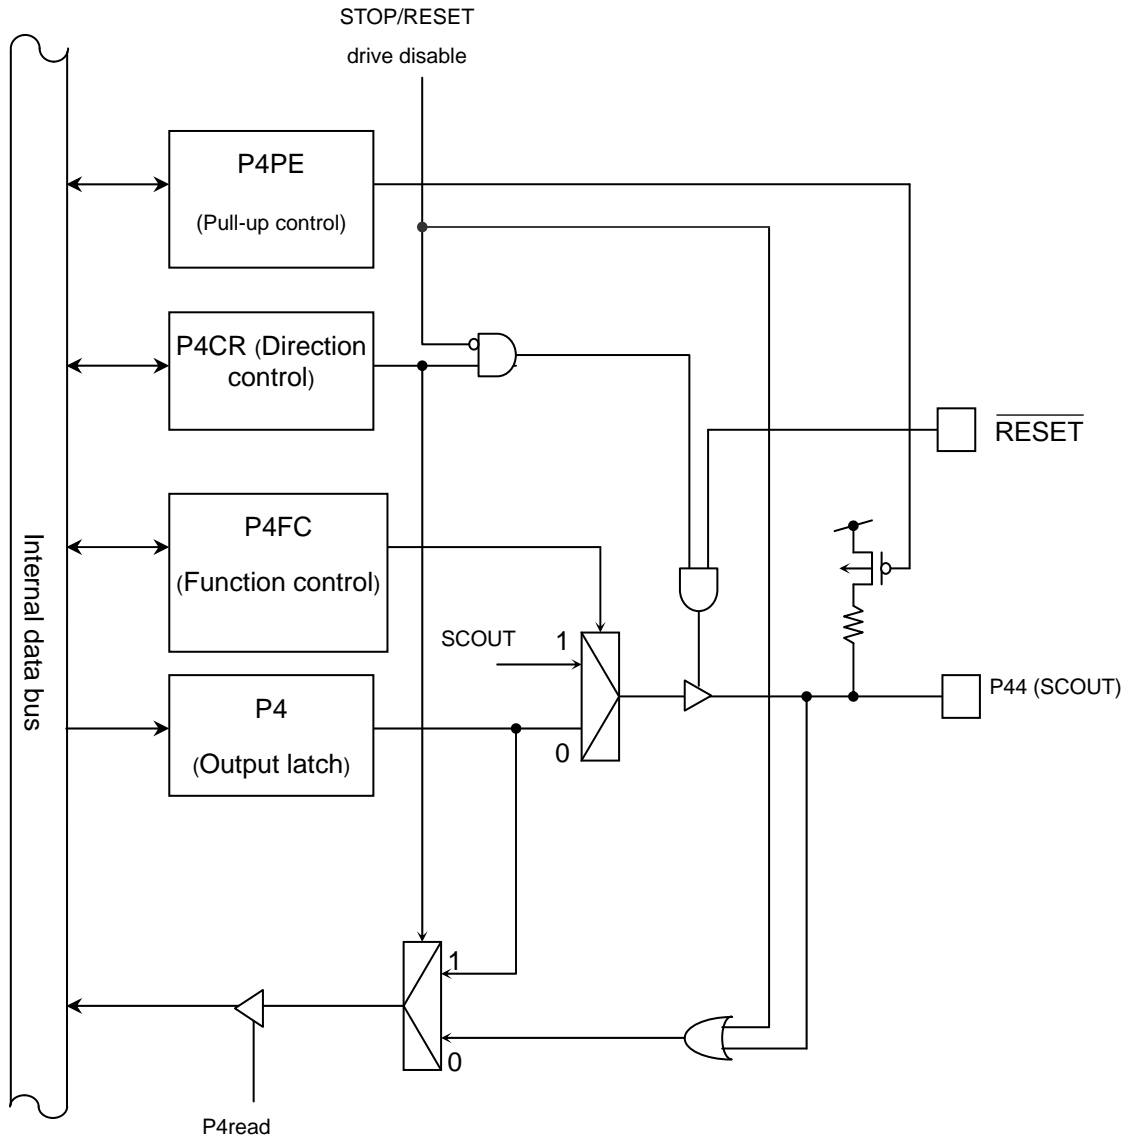 STOP/RESET
drive disable
P4PE
(Pull-up control)
P4CR (Direction
control)
RESET
P4FC
(Function control)
Internal data bus
SCOUT
1
P44 (SCOUT)
P4
(Output latch)
0
1
0
P4read